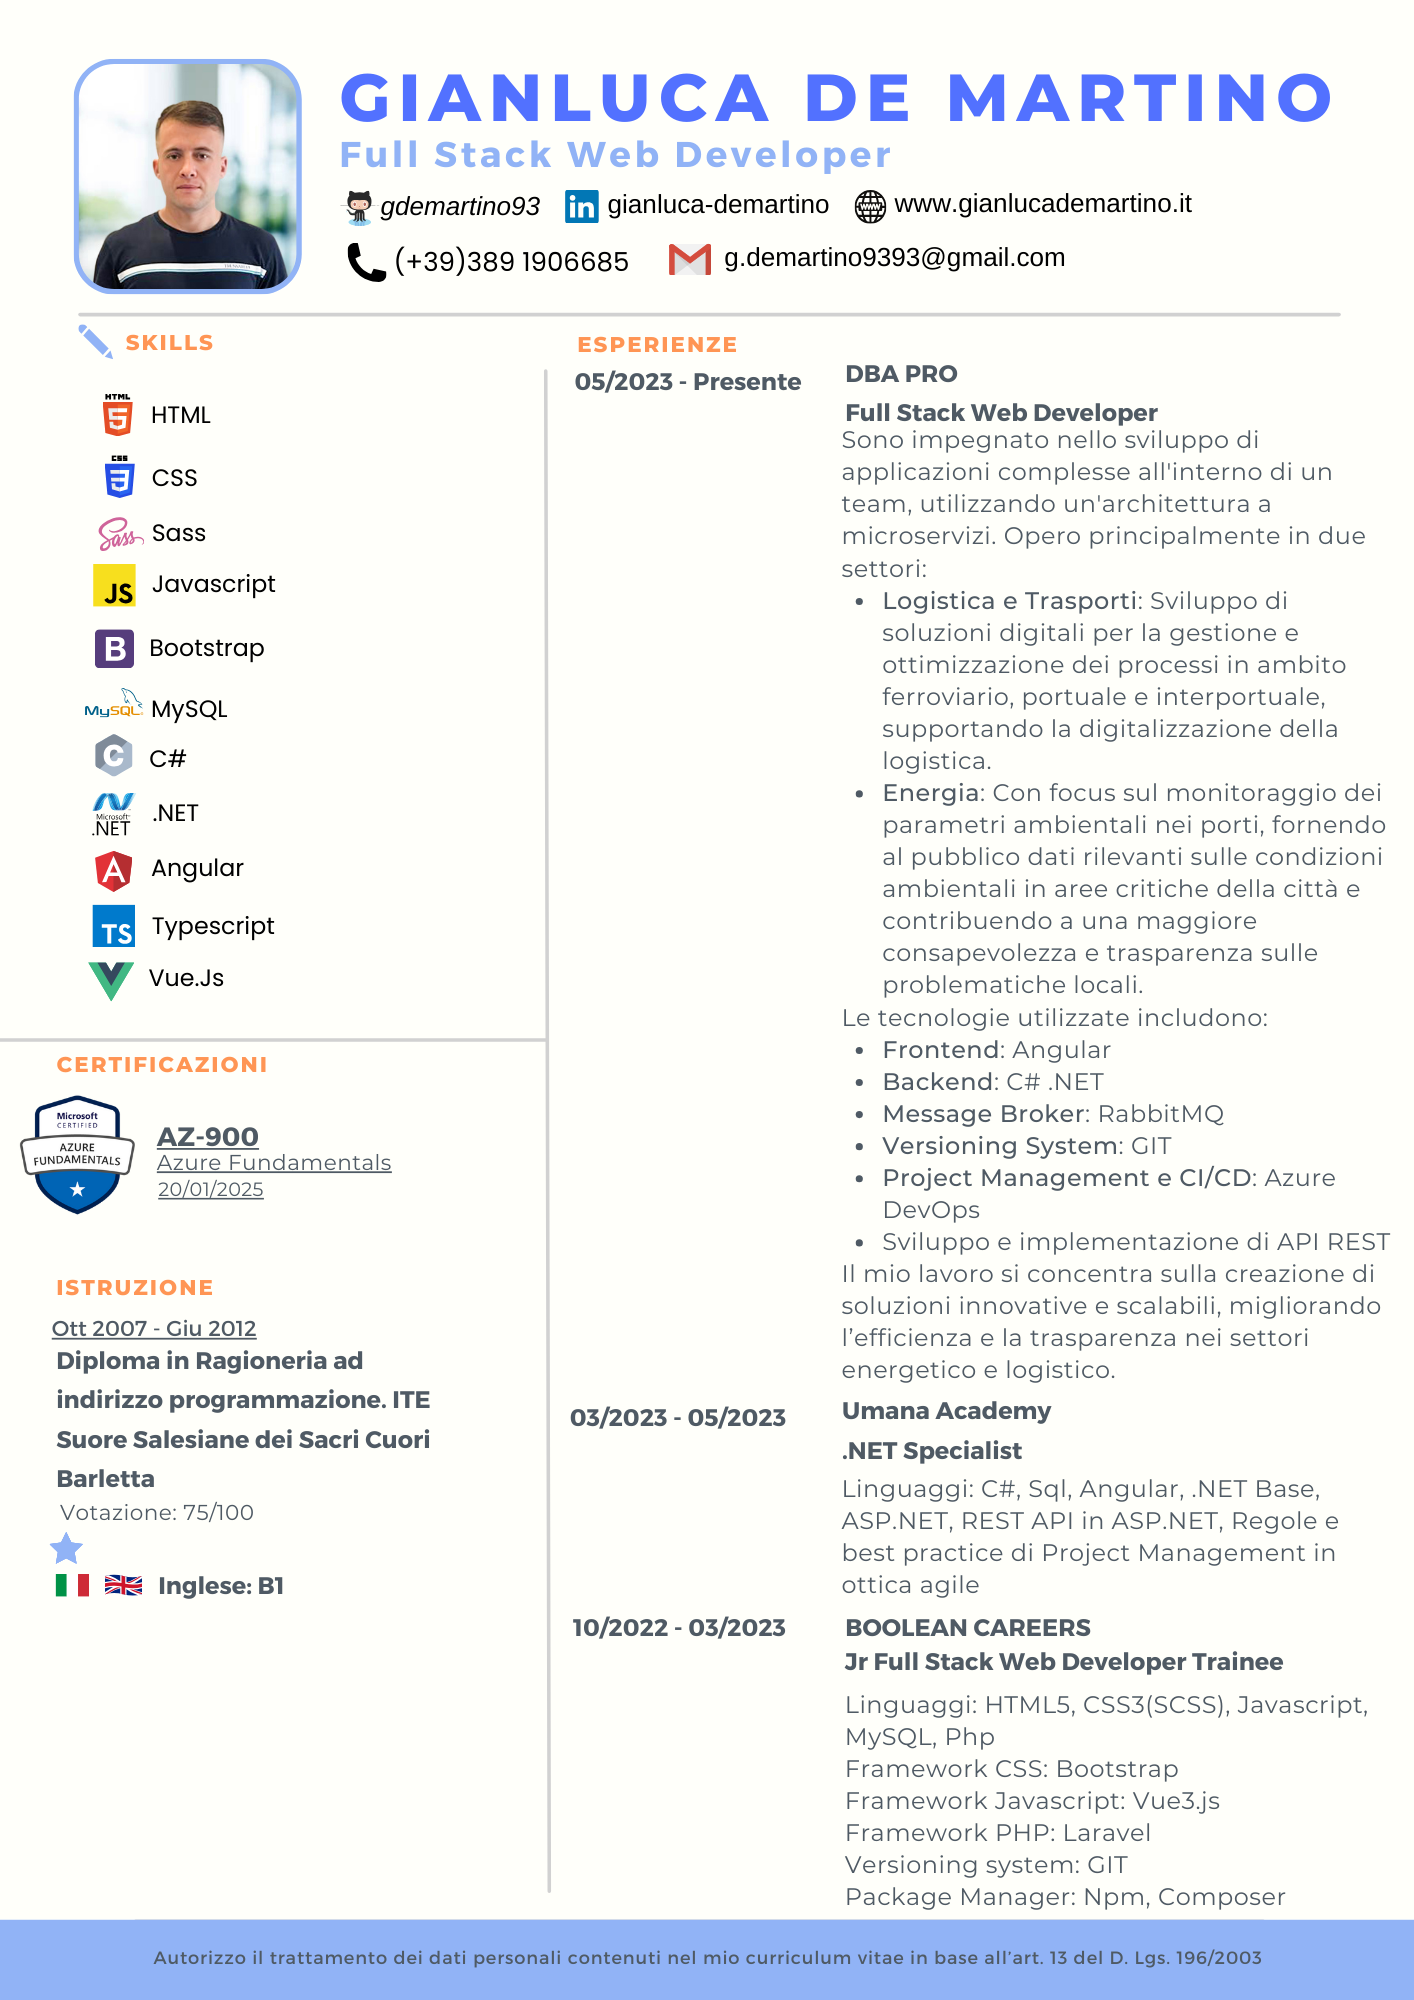 GIANLUCA DE MARTINO
Full Stack Web Developer
gdemartino93
in
gianluca-demartino
WWW
www.gianlucademartino.it
(+39)389 1906685
g.demartino9393@gmail.com
SKILLS
HTML
5
HTML
CSS
3
CSS
Sass
Sass
JS
Javascript
B
Bootstrap
MySQL
MySQL
C
C#
Microsoft
.NET
.NET
A
Angular
TS
Typescript
Vue.Js
CERTIFICAZIONI
Microsoft
CERTIFIED
AZURE
FUNDAMENTALS
AZ-900
Azure Fundamentals
20/01/2025
ISTRUZIONE
Ott 2007 - Giu 2012
Diploma in Ragioneria ad
indirizzo programmazione. ITE
Suore Salesiane dei Sacri Cuori
Barletta
Votazione: 75/100
Inglese: B1
ESPERIENZE
05/2023 - Presente
DBA PRO
Full Stack Web Developer
Sono impegnato nello sviluppo di
applicazioni complesse all'interno di un
team, utilizzando un'architettura a
microservizi. Opero principalmente in due
settori:
• Logistica e Trasporti: Sviluppo di
soluzioni digitali per la gestione e
ottimizzazione dei processi in ambito
ferroviario, portuale e interportuale,
supportando la digitalizzazione della
logistica.
• Energia: Con focus sul monitoraggio dei
parametri ambientali nei porti, fornendo
al pubblico dati rilevanti sulle condizioni
ambientali in aree critiche della città e
contribuendo a una maggiore
consapevolezza e trasparenza sulle
problematiche locali.
Le tecnologie utilizzate includono:
• Frontend: Angular
• Backend: C# .NET
• Message Broker: RabbitMQ
• Versioning System: GIT
• Project Management e CI/CD: Azure
DevOps
• Sviluppo e implementazione di API REST
Il mio lavoro si concentra sulla creazione di
soluzioni innovative e scalabili, migliorando
l’efficienza e la trasparenza nei settori
energetico e logistico.
03/2023 - 05/2023
Umana Academy
.NET Specialist
Linguaggi: C#, Sql, Angular, .NET Base,
ASP.NET, REST API in ASP.NET, Regole e
best practice di Project Management in
ottica agile
10/2022 - 03/2023
BOOLEAN CAREERS
Jr Full Stack Web Developer Trainee
Linguaggi: HTML5, CSS3(SCSS), Javascript,
MySQL, Php
Framework CSS: Bootstrap
Framework Javascript: Vue3.js
Framework PHP: Laravel
Versioning system: GIT
Package Manager: Npm, Composer
Autorizzo il trattamento dei dati personali contenuti nel mio curriculum vitae in base all’art. 13 del D. Lgs. 196/2003